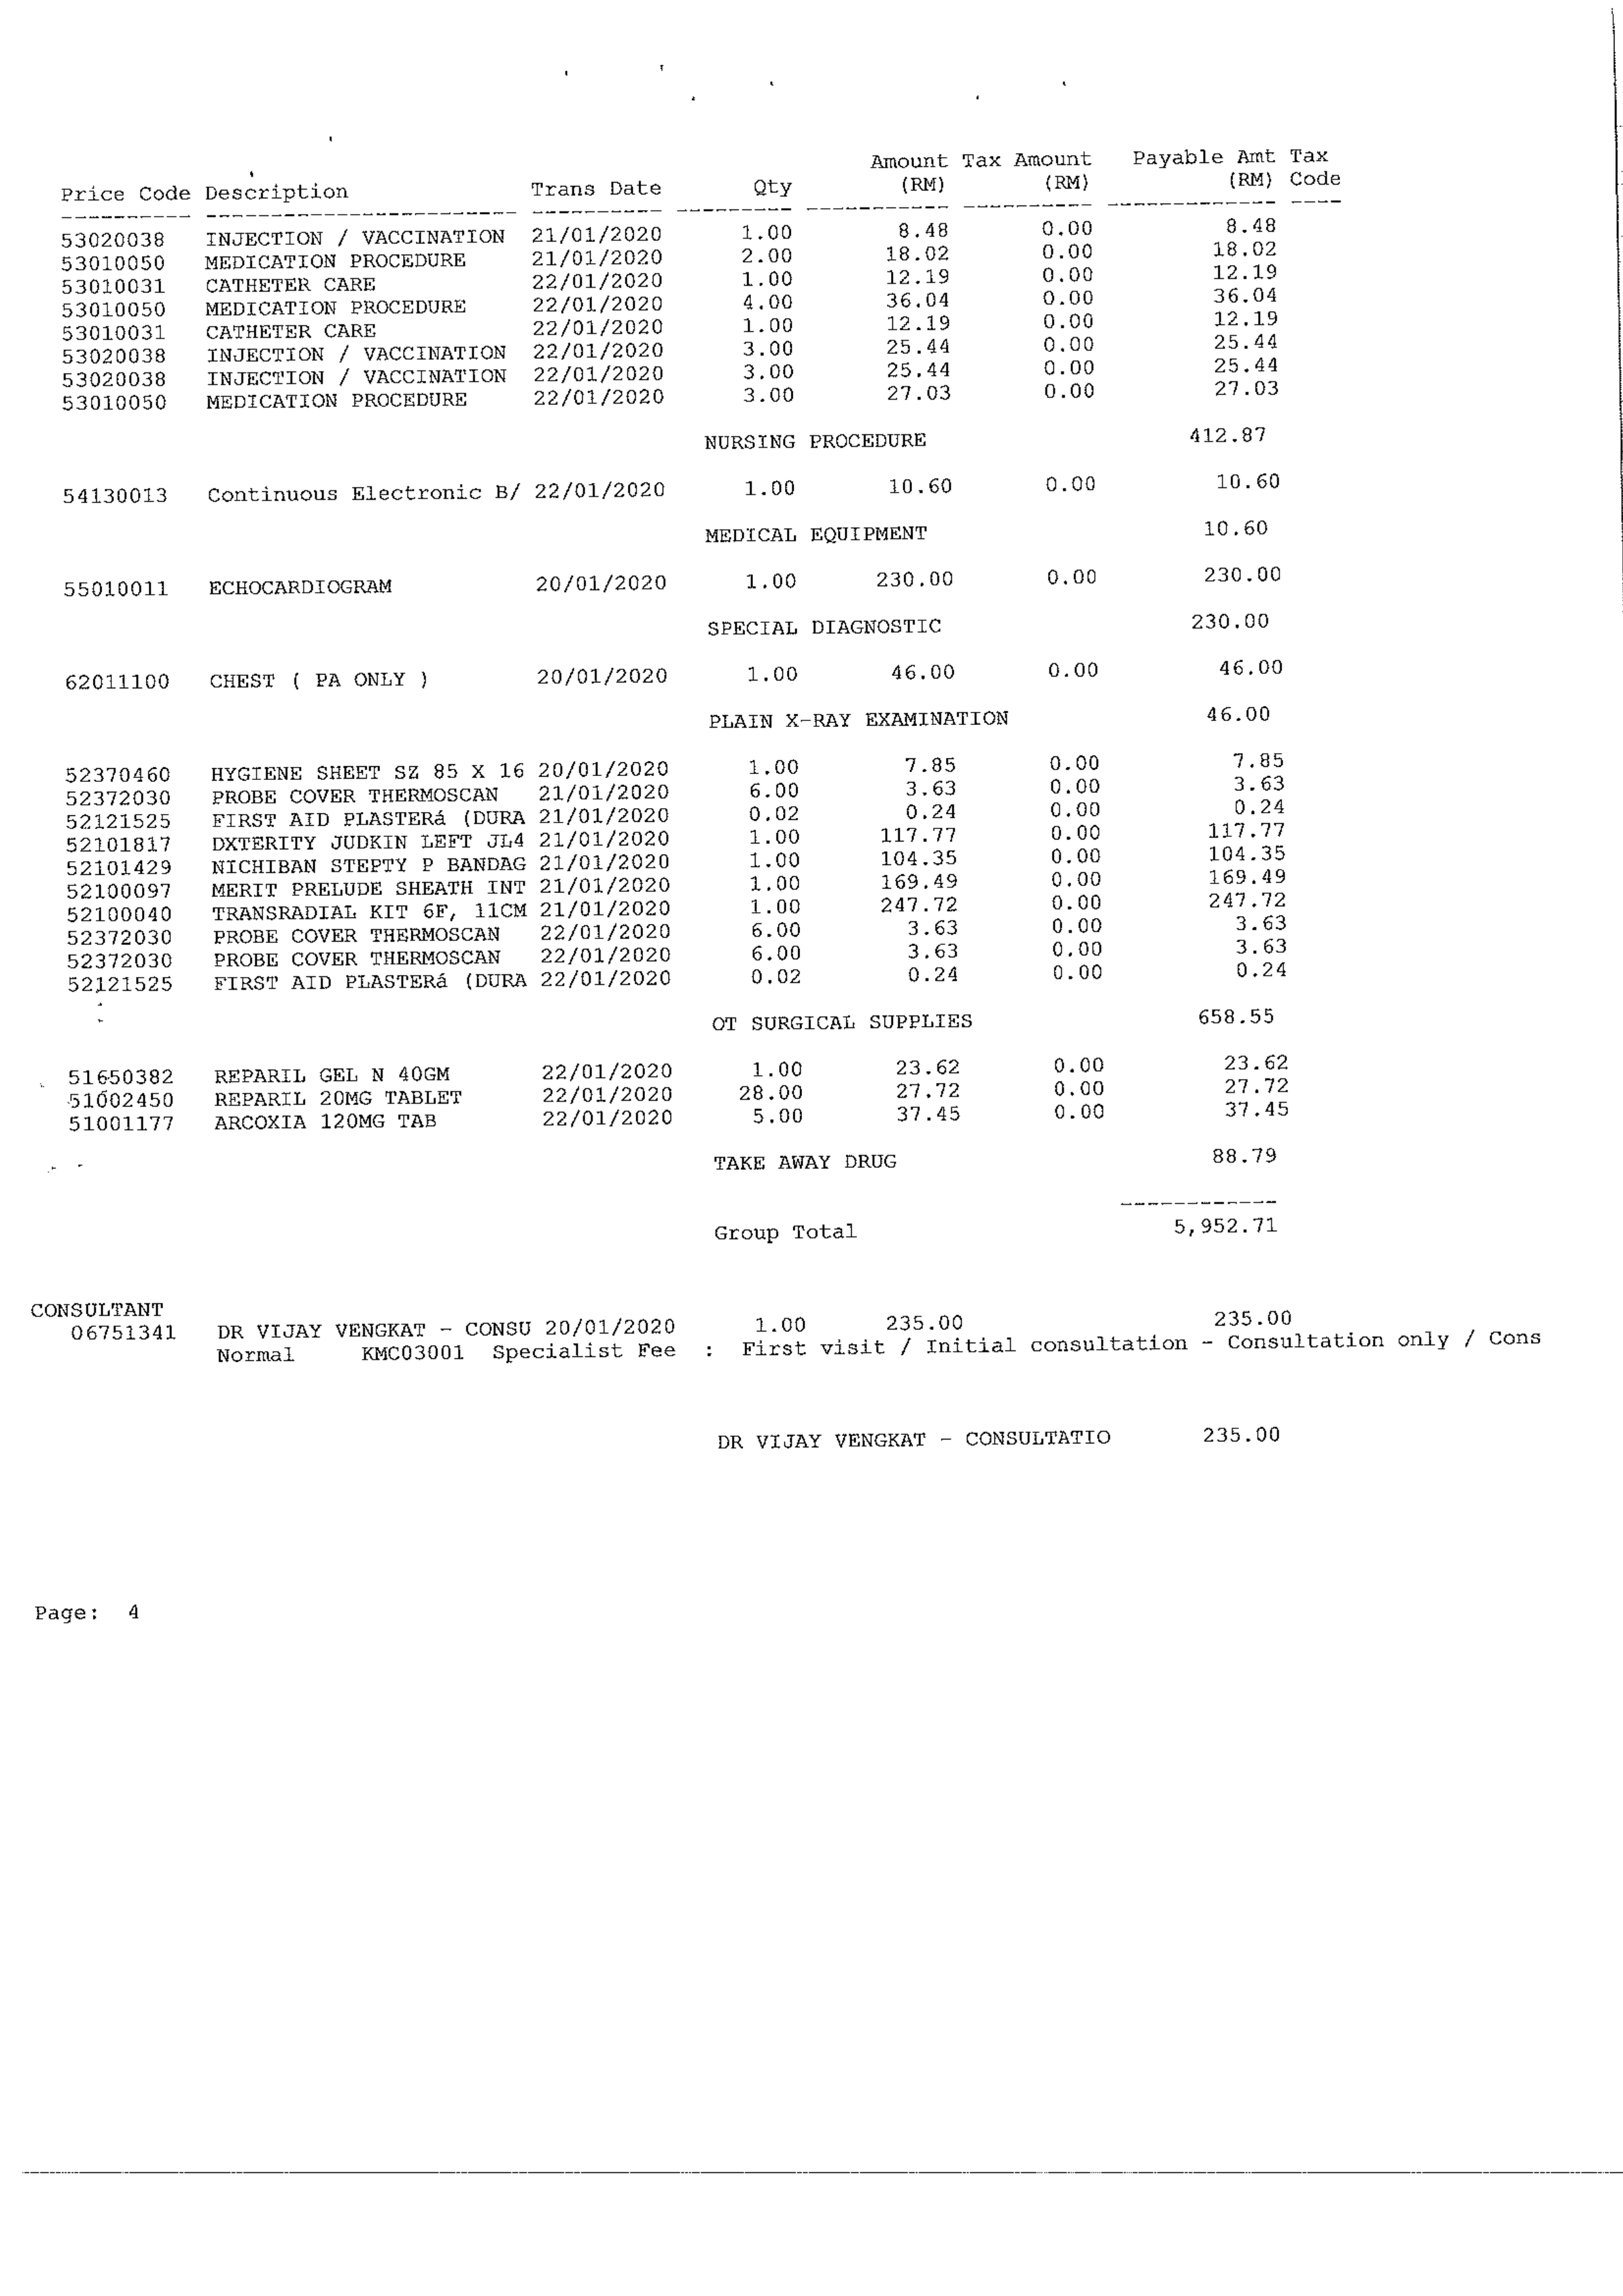 Amount Tax Amount Payable Amt Tax
Price Code Description Trans Date Qty (RM) (RM) (RM) Code
53020038 INJECTION / VACCINATION 21/01/2020 1.00 8.48 0.00 8.48
53010050 MEDICATION PROCEDURE 21/01/2020 2.00 18.02 0.00 18.02
53010031 CATHETER CARE 22/01/2020 1.00 12.19 0.00 12.19
53010050 MEDICATION PROCEDURE 22/01/2020 4.00 36.04 0.00 36.04
53010031 CATHETER CARE 22/01/2020 1.00 12.19 0.00 12.19
53020038 INJECTION / VACCINATION 22/01/2020 3.00 25.44 0.00 25.44
53020038 INJECTION / VACCINATION 22/01/2020 3.00 25.44 0.00 25.44
53010050 MEDICATION PROCEDURE 22/01/2020 3.00 27.03 0.00 27.03
NURSING PROCEDURE 412.87
54130013 Continuous Electronic B/ 22/01/2020 1.00 10.60 0.00 10.60
MEDICAL EQUIPMENT 10.60
55010011 ECHOCARDIOGRAM 20/01/2020 1.00 230.00 0.00 230.00
SPECIAL DIAGNOSTIC 230.00
62011100 CHEST ( PA ONLY ) 20/01/2020 1.00 46.00 0.00 46.00
PLAIN X-RAY EXAMINATION 46.00
52370460 HYGIENE SHEET SZ 85 X 16 20/01/2020 1.00 7.85 0.00 7.85
52372030 PROBE COVER THERMOSCAN 21/01/2020 6.00 3.63 0.00 3.63
52121525 FIRST AID PLASTERá (DURA 21/01/2020 0.02 0.24 0.00 0.24
52101817 DXTERITY JUDKIN LEFT JL4 21/01/2020 1.00 117.77 0.00 117.77
52101429 NICHIBAN STEPTY P BANDAG 21/01/2020 1.00 104.35 0.00 104.35
52100097 MERIT PRELUDE SHEATH INT 21/01/2020 1.00 169.49 0.00 169.49
52100040 TRANSRADIAL KIT 6F, 11CM 21/01/2020 1.00 247.72 0.00 247.72
52372030 PROBE COVER THERMOSCAN 22/01/2020 6.00 3.63 0.00 3.63
52372030 PROBE COVER THERMOSCAN 22/01/2020 6.00 3.63 0.00 3.63
52121525 FIRST AID PLASTERá (DURA 22/01/2020 0.02 0.24 0.00 0.24
OT SURGICAL SUPPLIES 658.55
51650382 REPARIL GEL N 40GM 22/01/2020 1.00 23.62 0.00 23.62
51002450 REPARIL 20MG TABLET 22/01/2020 28.00 27.72 0.00 27.72
51001177 ARCOXIA 120MG TAB 22/01/2020 5.00 37.45 0.00 37.45
TAKE AWAY DRUG 88.79
Group Total 5,952.71
CONSULTANT
06751341 DR VIJAY VENGKAT - CONSU 20/01/2020 1.00 235.00 235.00
Normal KMC03001 Specialist Fee : First visit / Initial consultation - Consultation only / Cons
DR VIJAY VENGKAT - CONSULTATIO 235.00
Page: 4